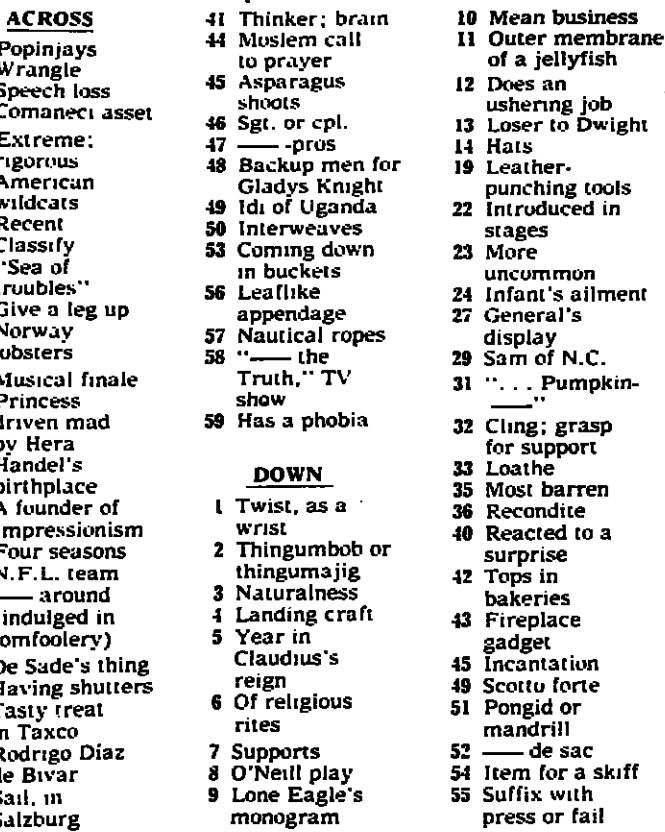 ACROSS
Popinjays
Wrangle
Speech loss
Comaneci asset
Extreme;
rigorous
American
wildcats
Recent
Classify
"Sea of
troubles"
Give a leg up
Norway
lobsters
Musical finale
Princess
driven mad
by Hera
Handel's
birthplace
A founder of
Impressionism
Four seasons
N.F.L. team
—— around
indulged in
tomfoolery)
De Sade's thing
Having shutters
Tasty treat
in Taxco
Rodrigo Diaz
de Bivar
Sail, in
Salzburg
41 Thinker; brain
44 Moslem call
to prayer
45 Asparagus
shoots
46 Sgt. or cpl.
47 —— -pros
48 Backup men for
Gladys Knight
49 Idi of Uganda
50 Interweaves
53 Coming down
in buckets
56 Leaflike
appendage
57 Nautical ropes
58 "—— the
Truth," TV
show
59 Has a phobia
DOWN
1 Twist, as a
wrist
2 Thingumbob or
thingumajig
3 Naturalness
4 Landing craft
5 Year in
Claudius's
reign
6 Of religious
rites
7 Supports
8 O'Neill play
9 Lone Eagle's
monogram
10 Mean business
11 Outer membrane
of a jellyfish
12 Does an
ushering job
13 Loser to Dwight
14 Hats
19 Leather-
punching tools
22 Introduced in
stages
23 More
uncommon
24 Infant's ailment
27 General's
display
29 Sam of N.C.
31 ". . . Pumpkin-
——"
32 Cling; grasp
for support
33 Loathe
35 Most barren
36 Recondite
40 Reacted to a
surprise
42 Tops in
bakeries
43 Fireplace
gadget
45 Incantation
49 Scotto forte
51 Pongid or
mandrill
52 —— de sac
54 Item for a skiff
55 Suffix with
press or fail